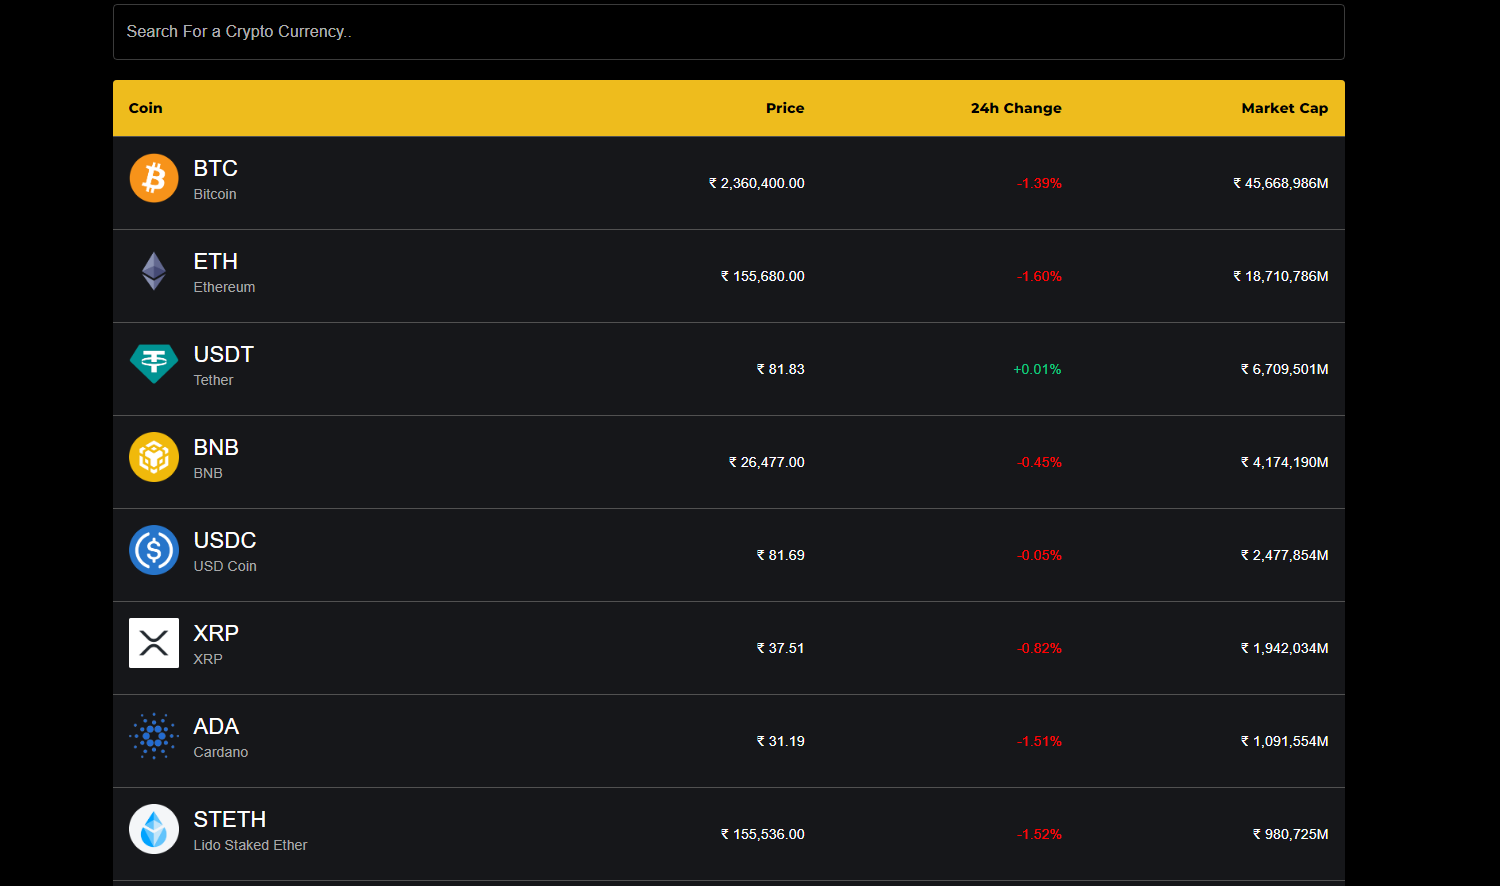 Search For a Crypto Currency..
Coin Price 24h Change Market Cap
BTC
Bitcoin
₹ 2,360,400.00 -1.39% ₹ 45,668,986M
ETH
Ethereum
₹ 155,680.00 -1.60% ₹ 18,710,786M
USDT
Tether
₹ 81.83 +0.01% ₹ 6,709,501M
BNB
BNB
₹ 26,477.00 -0.45% ₹ 4,174,190M
USDC
USD Coin
₹ 81.69 -0.05% ₹ 2,477,854M
XRP
XRP
₹ 37.51 -0.82% ₹ 1,942,034M
ADA
Cardano
₹ 31.19 -1.51% ₹ 1,091,554M
STETH
Lido Staked Ether
₹ 155,536.00 -1.52% ₹ 980,725M